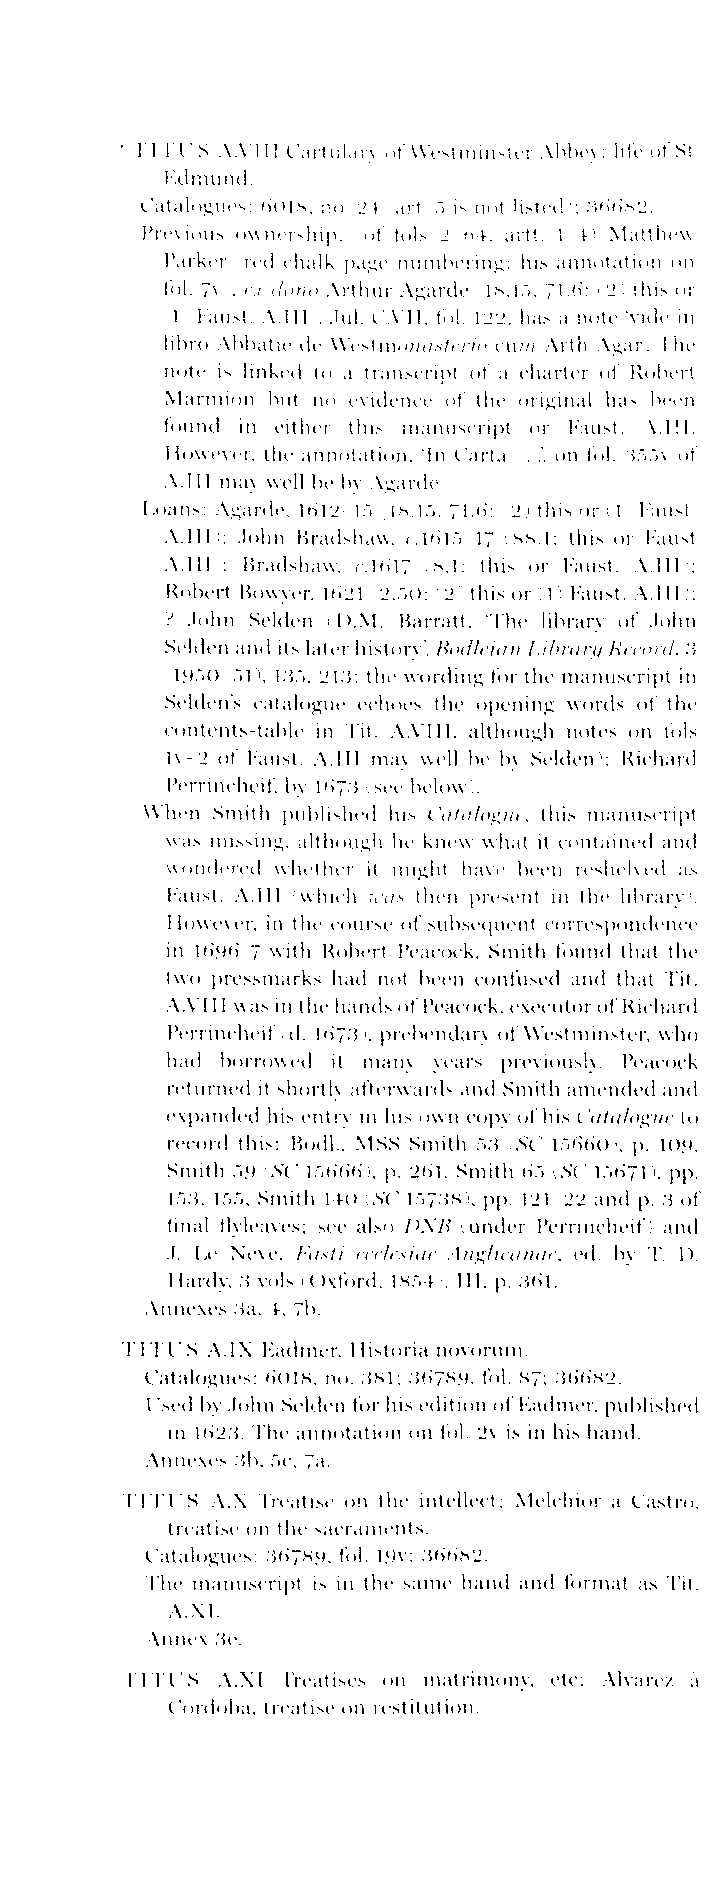 TITUS A.VIII Cartulary of Westminster Abbey; life of St
Edmund.
Catalogues: 6018, no. 24 (art. 5 is not listed); 36682.
Previous ownership: (of fols 2–64, artt. 1–4) Matthew
Parker (red chalk page numbering; his annotation on
fol. 7v), ex dono Arthur Agarde (48.15, 71.6: (2) this or
(1) Faust. A.III). Jul. C.VII, fol. 122, has a note 'vide in
libro Abbatie de Westmonasterio cum Arth Agar'. The
note is linked to a transcript of a charter of Robert
Marmion but no evidence of the original has been
found in either this manuscript or Faust. A.III.
However, the annotation, 'In Carta . . .', on fol. 355v of
A.III may well be by Agarde.
Loans: Agarde, 1612–15 (48.15, 71.6: (2) this or (1) Faust.
A.III); John Bradshaw, c.1615–17 (88.1: this or Faust.
A.III); Bradshaw, c.1617 (8.1: this or Faust. A.III);
Robert Bowyer, 1621 (2.50: (2) this or (1) Faust. A.III);
? John Selden (D.M. Barratt, 'The library of John
Selden and its later history', Bodleian Library Record, 3
(1950–51), 135, 213: the wording for the manuscript in
Selden's catalogue echoes the opening words of the
contents-table in Tit. A.VIII, although notes on fols
1v–2 of Faust. A.III may well be by Selden); Richard
Perrincheif, by 1673 (see below).
When Smith published his Catalogue, this manuscript
was missing, although he knew what it contained and
wondered whether it might have been reshelved as
Faust. A.III (which was then present in the library).
However, in the course of subsequent correspondence
in 1696–7 with Robert Peacock, Smith found that the
two pressmarks had not been confused and that Tit.
A.VIII was in the hands of Peacock, executor of Richard
Perrincheif (d. 1673), prebendary of Westminster, who
had borrowed it many years previously. Peacock
returned it shortly afterwards and Smith amended and
expanded his entry in his own copy of his Catalogue to
record this: Bodl., MSS Smith 53 (SC 15660), p. 109,
Smith 59 (SC 15666), p. 261, Smith 65 (SC 15671), pp.
153, 155, Smith 140 (SC 15738), pp. 121–22 and p. 3 of
final flyleaves; see also DNB (under Perrincheif) and
J. Le Neve, Fasti ecclesiae Anglicanae, ed. by T. D.
Hardy, 3 vols (Oxford, 1854), III, p. 361.
Annexes 3a, 4, 7b.
TITUS A.IX Eadmer, Historia novorum.
Catalogues: 6018, no. 381; 36789, fol. 87; 36682.
Used by John Selden for his edition of Eadmer, published
in 1623. The annotation on fol. 2v is in his hand.
Annexes 3b, 5c, 7a.
TITUS A.X Treatise on the intellect; Melchior a Castro,
treatise on the sacraments.
Catalogues: 36789, fol. 19v; 36682.
The manuscript is in the same hand and format as Tit.
A.XI.
Annex 3e.
TITUS A.XI Treatises on matrimony, etc; Alvarez à
Cordoba, treatise on restitution.